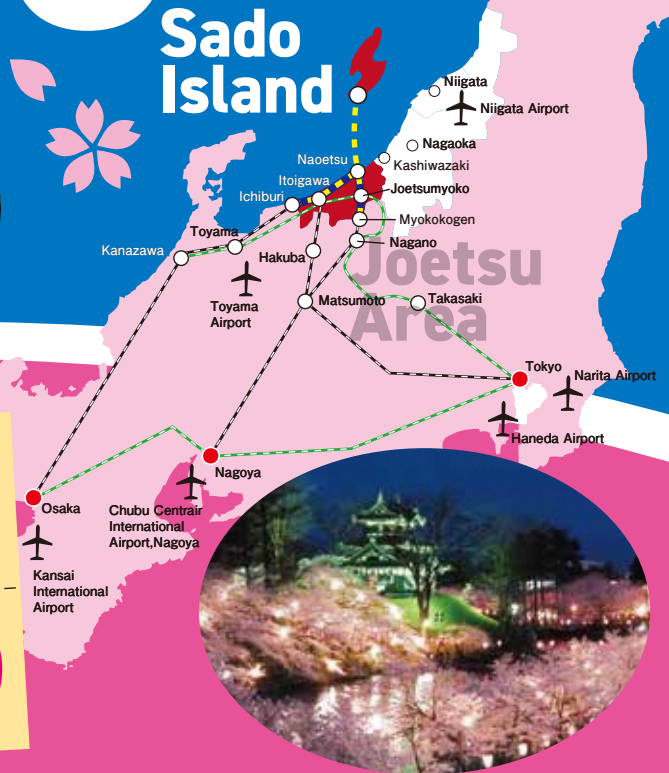 Sado
Island
Niigata
Niigata Airport
Nagaoka
Kashiwazaki
Naoetsu
Itoigawa
Ichiburi
Joetsumyoko
Myokokogen
Toyama
Kanazawa
Nagano
Hakuba
Joetsu
Area
Toyama
Airport
Matsumoto
Takasaki
Tokyo
Narita Airport
Haneda Airport
Nagoya
Osaka
Chubu Centrair
International
Airport,Nagoya
Kansai
International
Airport